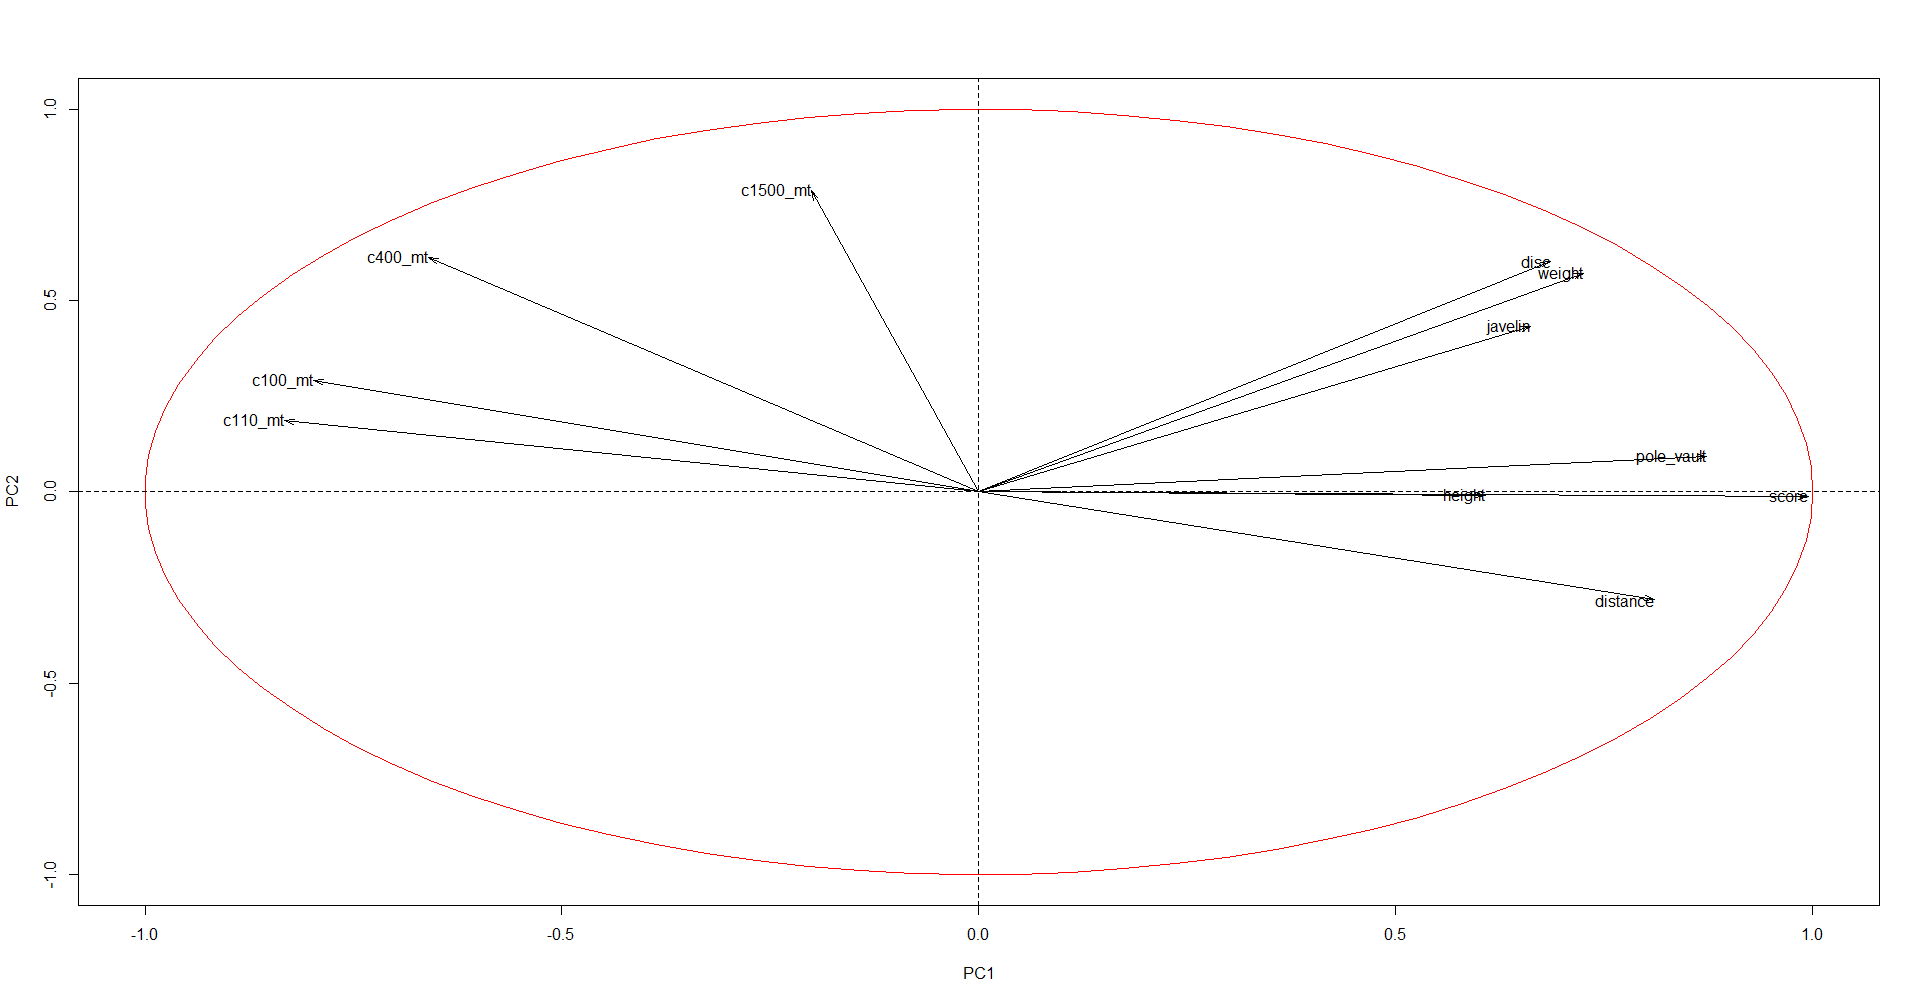 1.0
0.5
0.0
-0.5
-1.0
PC2
c1500_mt
c400_mt
disc
weight
javelin
c100_mt
c110_mt
pole_vault
height
score
distance
-1.0 -0.5 0.0 0.5 1.0
PC1